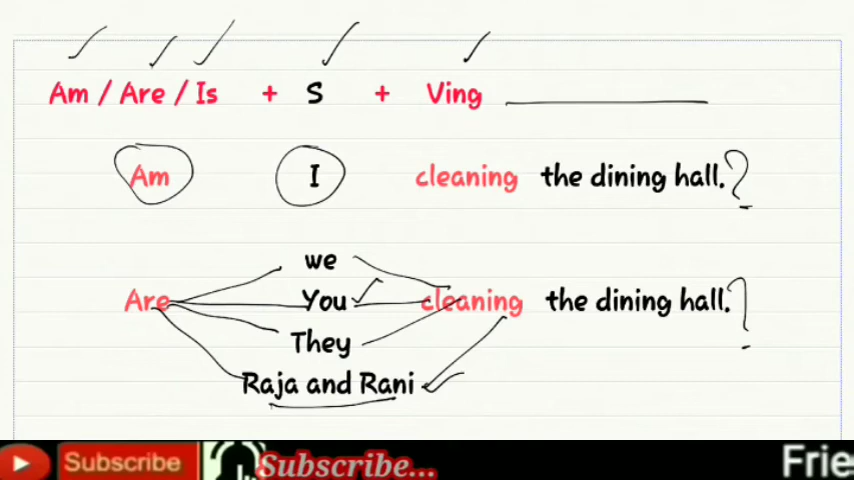 Am / Are / Is + S + Ving
Am I cleaning the dining hall.?
we
Are You cleaning the dining hall.?
They
Raja and Rani
Subscribe Subscribe... Frie